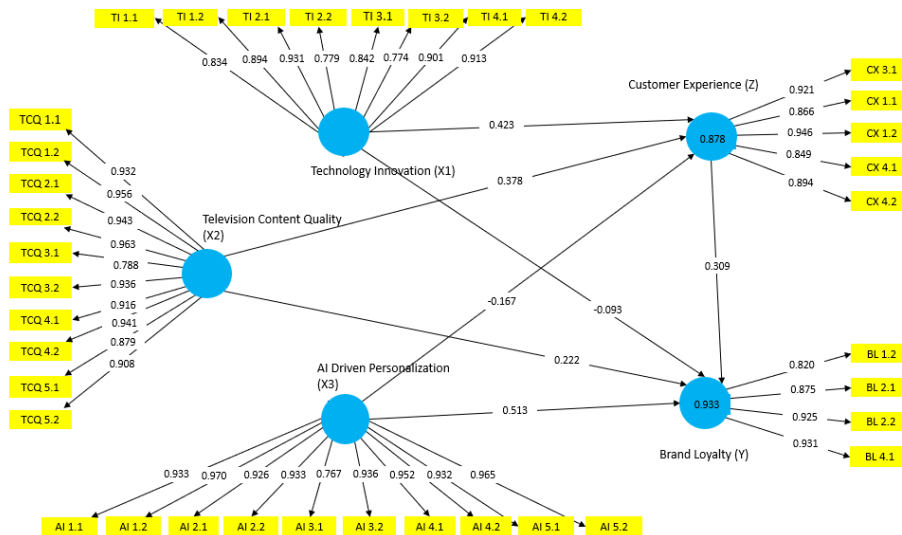 TI 1.1 TI 1.2 TI 2.1 TI 2.2 TI 3.1 TI 3.2 TI 4.1 TI 4.2
0.834 0.894 0.931 0.779 0.842 0.774 0.901 0.913
Technology Innovation (X1)
Customer Experience (Z)
0.878
CX 3.1
CX 1.1
CX 1.2
CX 4.1
CX 4.2
0.921
0.866
0.946
0.849
0.894
0.423
0.378
-0.167
-0.093
0.309
0.222
0.513
TCQ 1.1
TCQ 1.2
TCQ 2.1
TCQ 2.2
TCQ 3.1
TCQ 3.2
TCQ 4.1
TCQ 4.2
TCQ 5.1
TCQ 5.2
0.932
0.956
0.943
0.963
0.788
0.936
0.916
0.941
0.879
0.908
Television Content Quality
(X2)
AI Driven Personalization
(X3)
0.933
Brand Loyalty (Y)
BL 1.2
BL 2.1
BL 2.2
BL 4.1
0.820
0.875
0.925
0.931
0.933 0.970 0.926 0.933 0.767 0.936 0.952 0.932 0.965
AI 1.1 AI 1.2 AI 2.1 AI 2.2 AI 3.1 AI 3.2 AI 4.1 AI 4.2 AI 5.1 AI 5.2